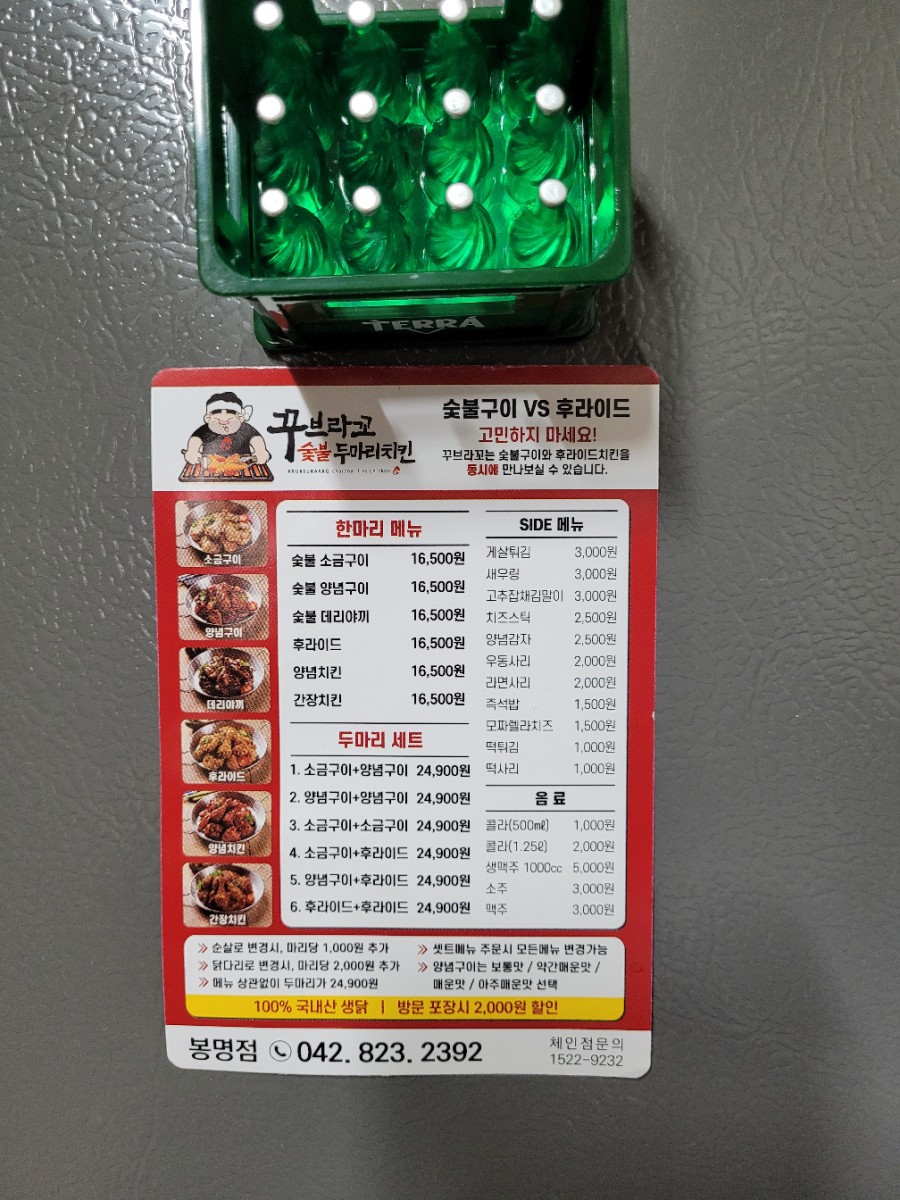 TERRA
꾸브라꼬
숯불 두마리치킨
숯불구이 VS 후라이드
고민하지 마세요!
꾸브라꼬는 숯불구이와 후라이드치킨을
동시에 만나보실 수 있습니다.
소금구이
양념구이
데리야끼
후라이드
양념치킨
간장치킨
한마리 메뉴
숯불 소금구이 16,500원
숯불 양념구이 16,500원
숯불 데리야끼 16,500원
후라이드 16,500원
양념치킨 16,500원
간장치킨 16,500원
두마리 세트
1. 소금구이+양념구이 24,900원
2. 양념구이+양념구이 24,900원
3. 소금구이+소금구이 24,900원
4. 소금구이+후라이드 24,900원
5. 양념구이+후라이드 24,900원
6. 후라이드+후라이드 24,900원
SIDE 메뉴
게살튀김 3,000원
새우링 3,000원
고추잡채김말이 3,000원
치즈스틱 2,500원
양념감자 2,500원
우동사리 2,000원
라면사리 2,000원
즉석밥 1,500원
모짜렐라치즈 1,500원
떡튀김 1,000원
떡사리 1,000원
음 료
콜라(500㎖) 1,000원
콜라(1.25ℓ) 2,000원
생맥주 1000cc 5,000원
소주 3,000원
맥주 3,000원
» 순살로 변경시, 마리당 1,000원 추가
» 닭다리로 변경시, 마리당 2,000원 추가
» 메뉴 상관없이 두마리가 24,900원
» 셋트메뉴 주문시 모든메뉴 변경가능
» 양념구이는 보통맛 / 약간매운맛 /
매운맛 / 아주매운맛 선택
100% 국내산 생닭 | 방문 포장시 2,000원 할인
봉명점 042. 823. 2392
체인점문의
1522-9232